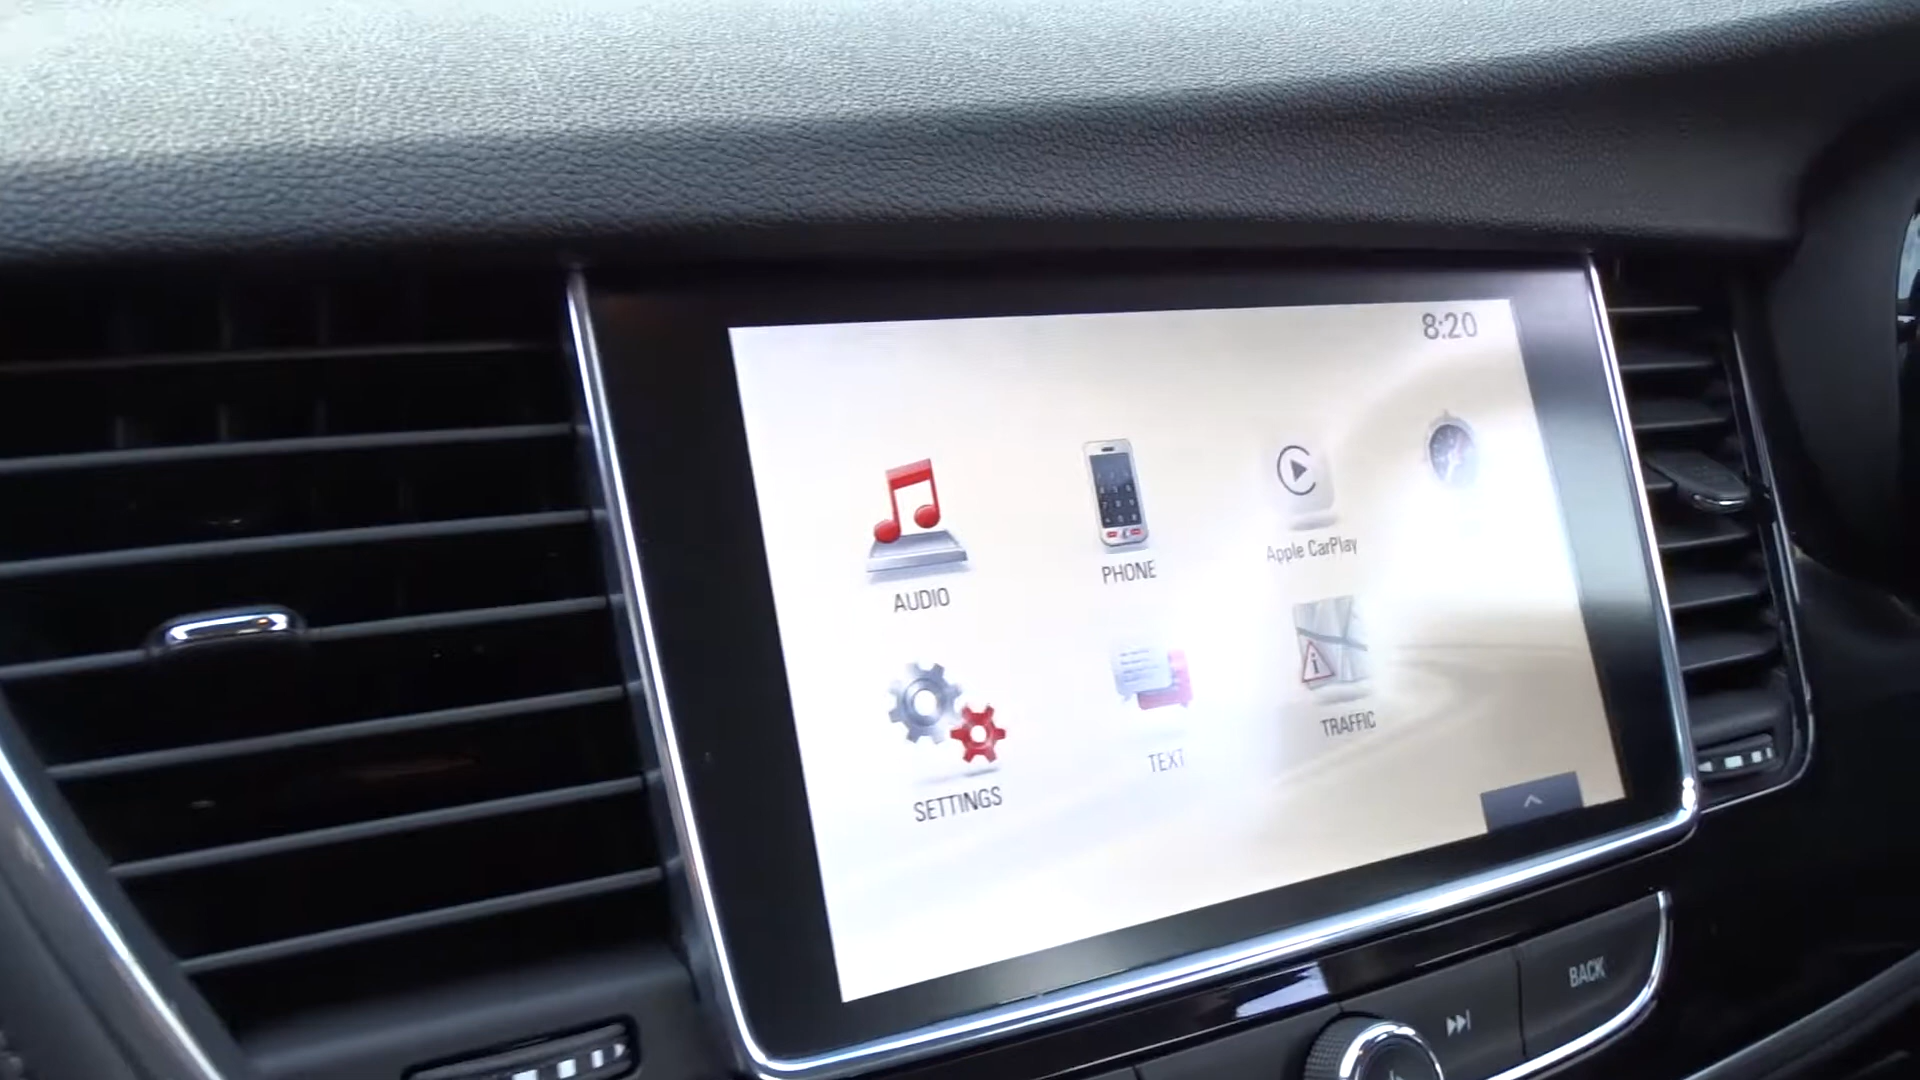 8:20
AUDIO
PHONE
Apple CarPlay
SETTINGS
TEXT
TRAFFIC
BACK